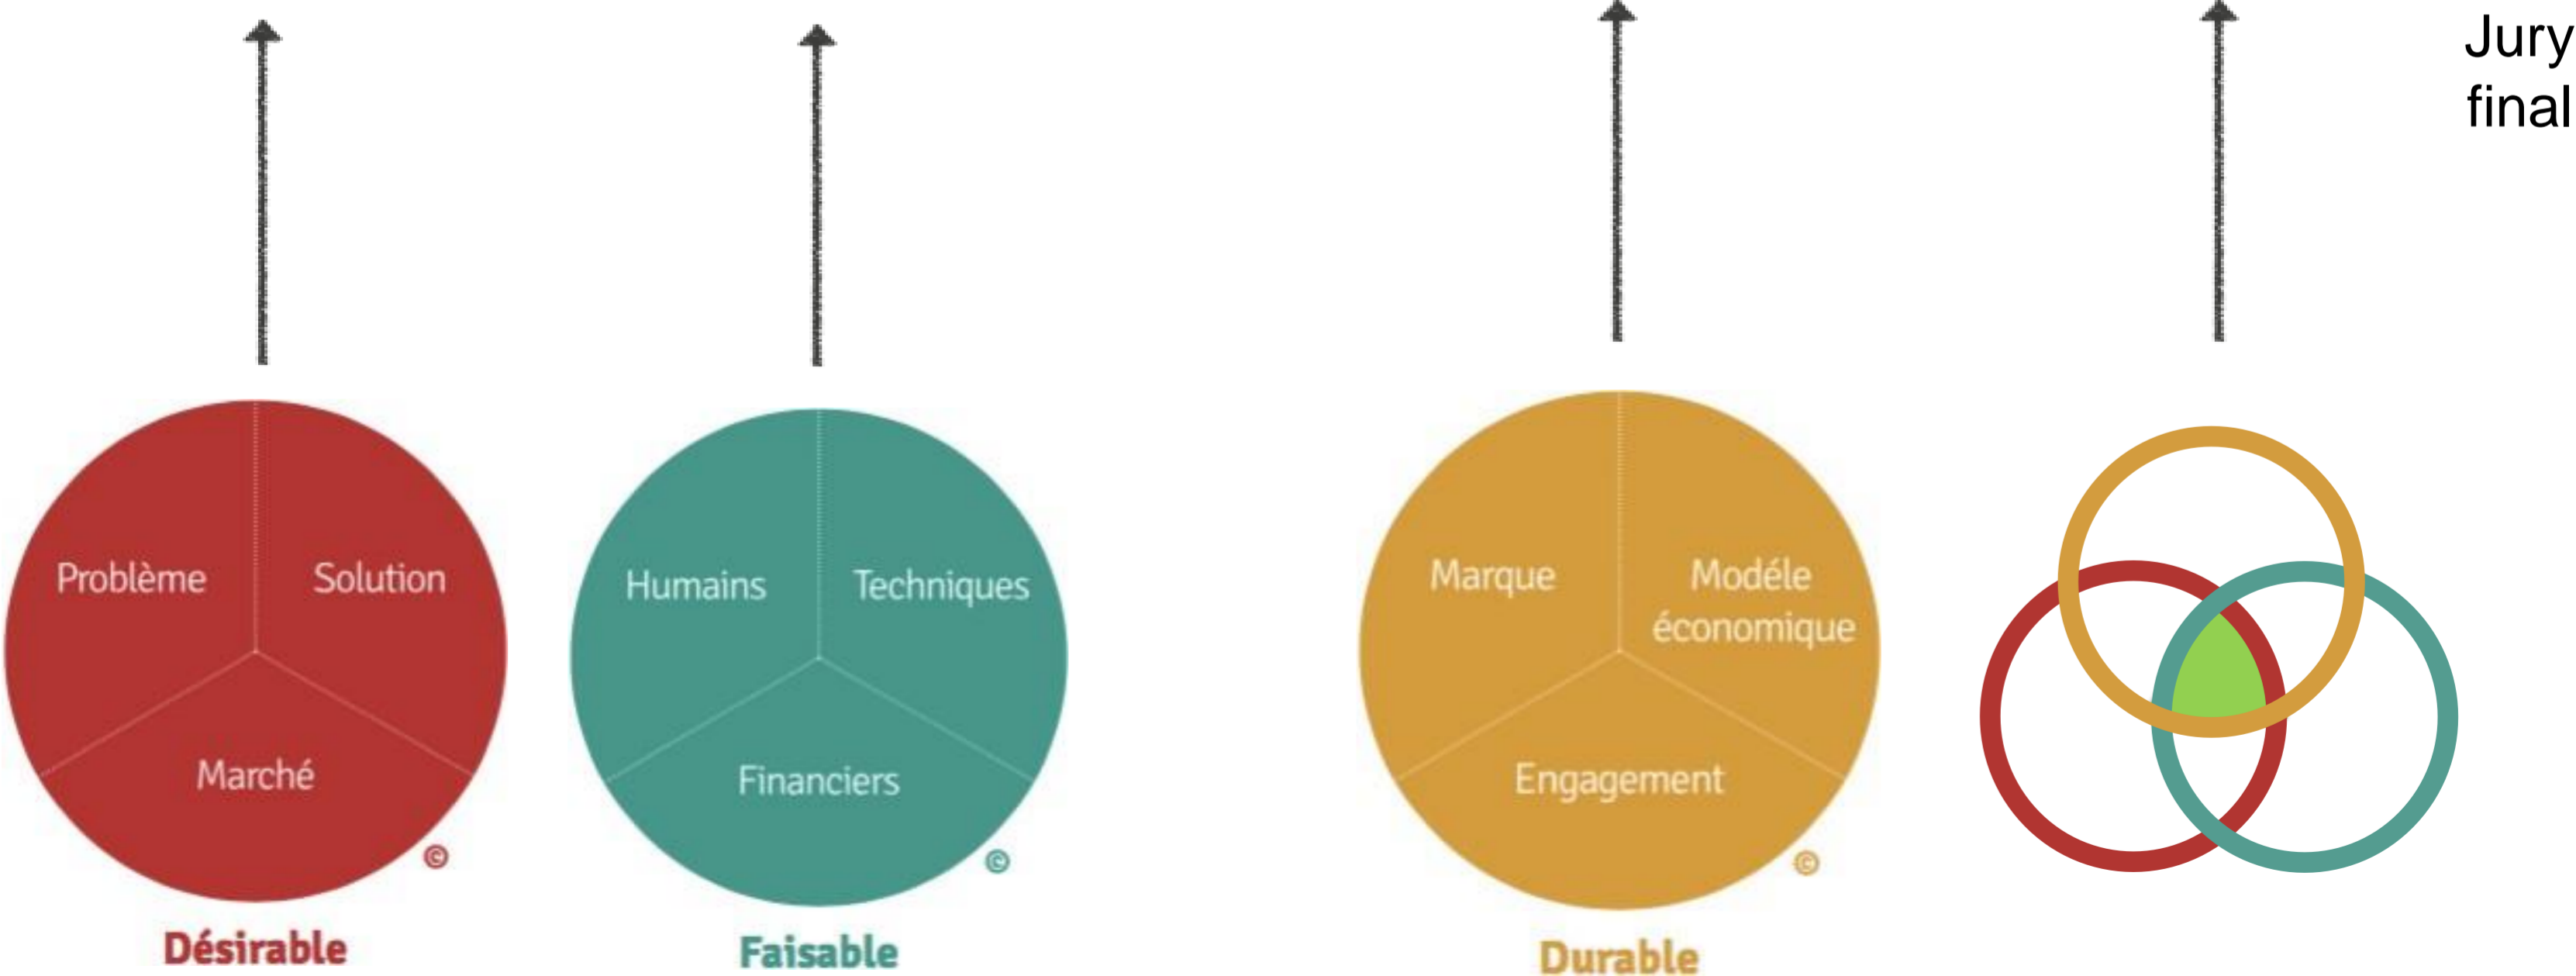 Jury
final
Problème
Solution
Marché
©
Désirable
Humains
Techniques
Financiers
©
Faisable
Marque
Modéle
économique
Engagement
©
Durable